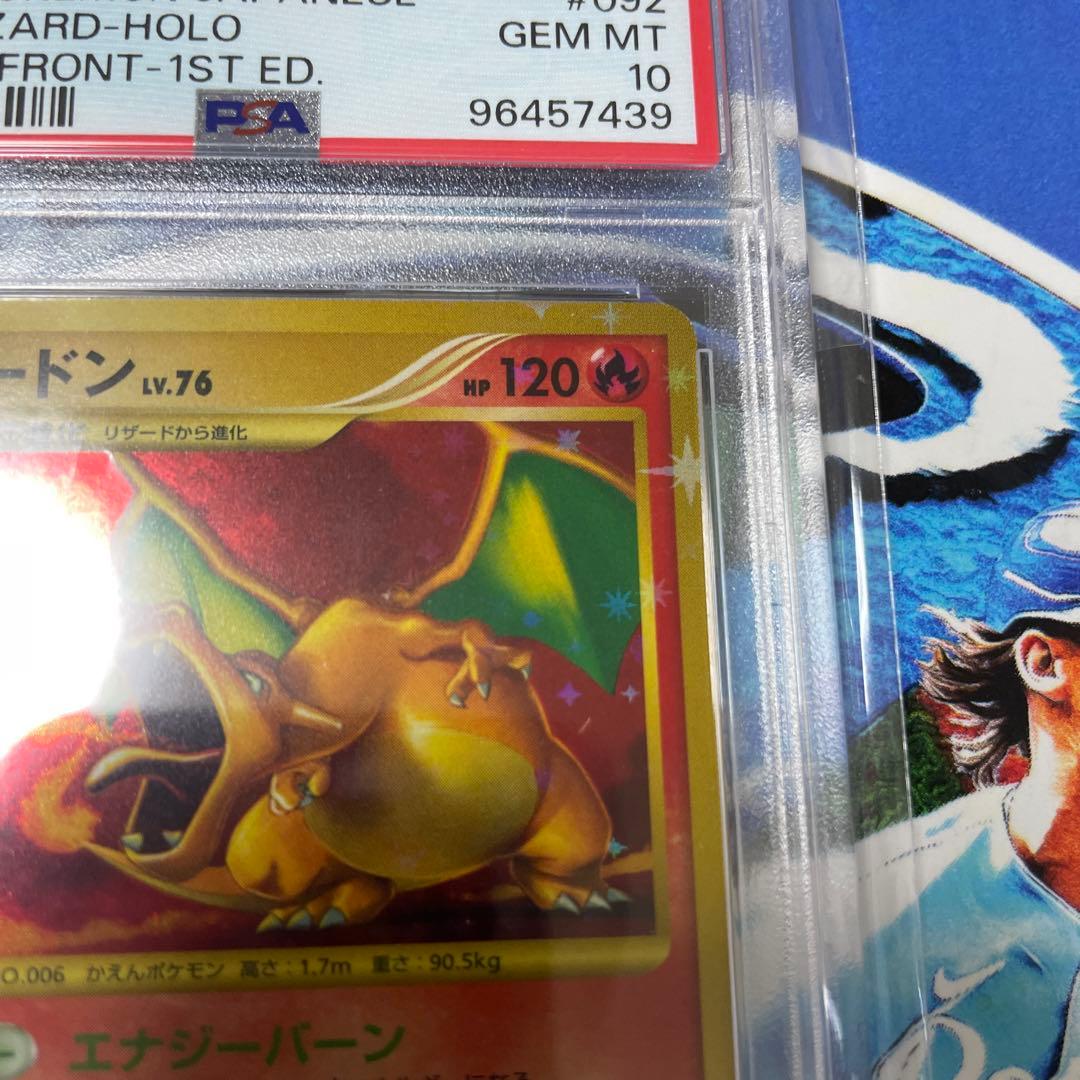 #092
ZARD-HOLO
GEM MT
FRONT-1ST ED.
10
PSA
96457439
ードン LV.76
HP 120
リザードから進化
NO.006 かえんポケモン 高さ：1.7m 重さ：90.5kg
エナジーバーン